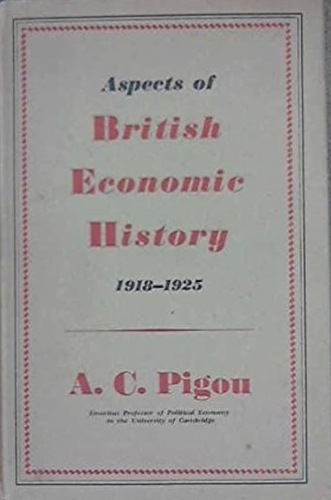 Aspects of
British
Economic
History
1918–1925
A. C. Pigou
Emeritus Professor of Political Economy
in the University of Cambridge